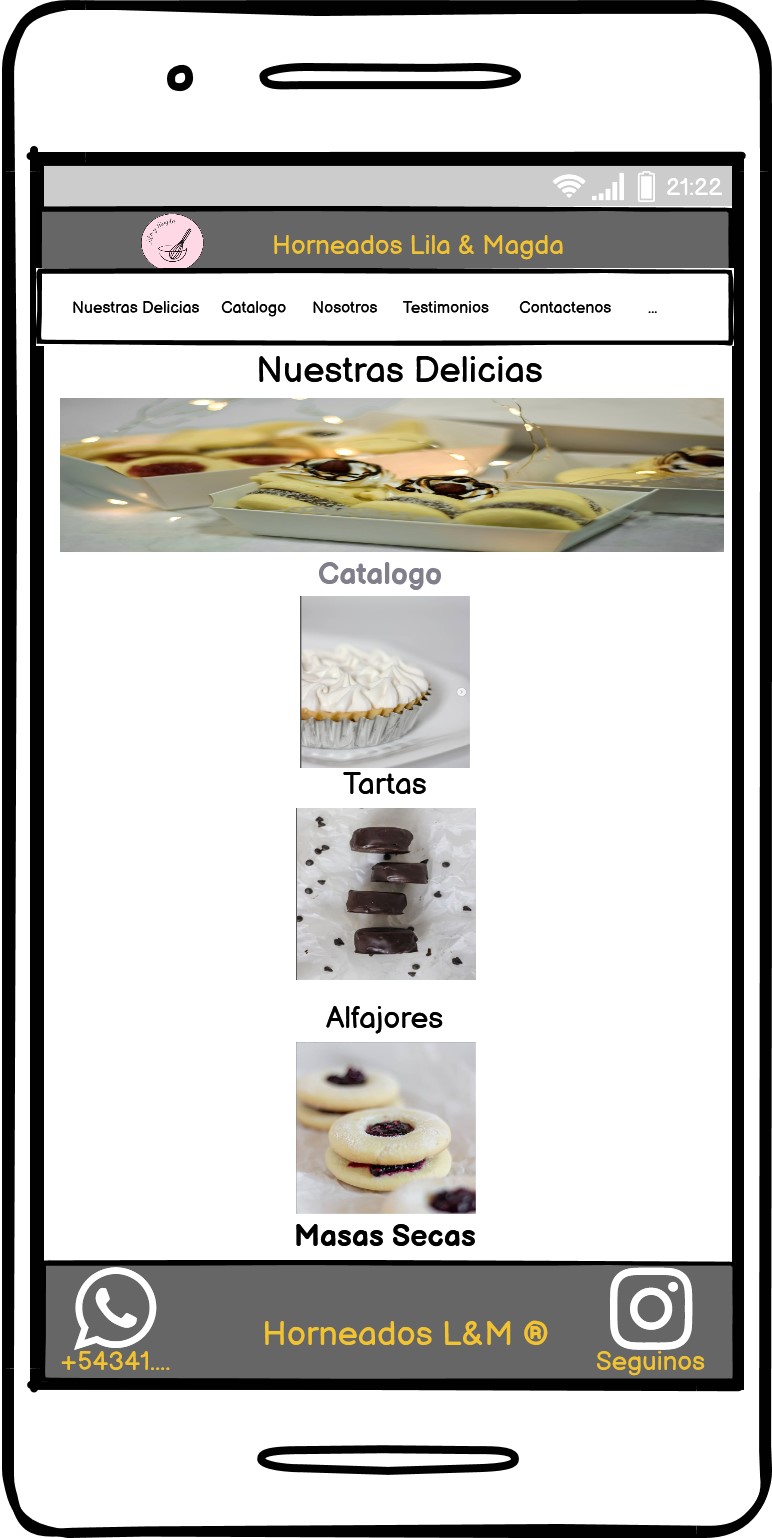 21:22
Horneados Lila & Magda
Nuestras Delicias Catalogo Nosotros Testimonios Contactenos ...
Nuestras Delicias
Catalogo
Tartas
Alfajores
Masas Secas
Horneados L&M ®
+54341....
Seguinos